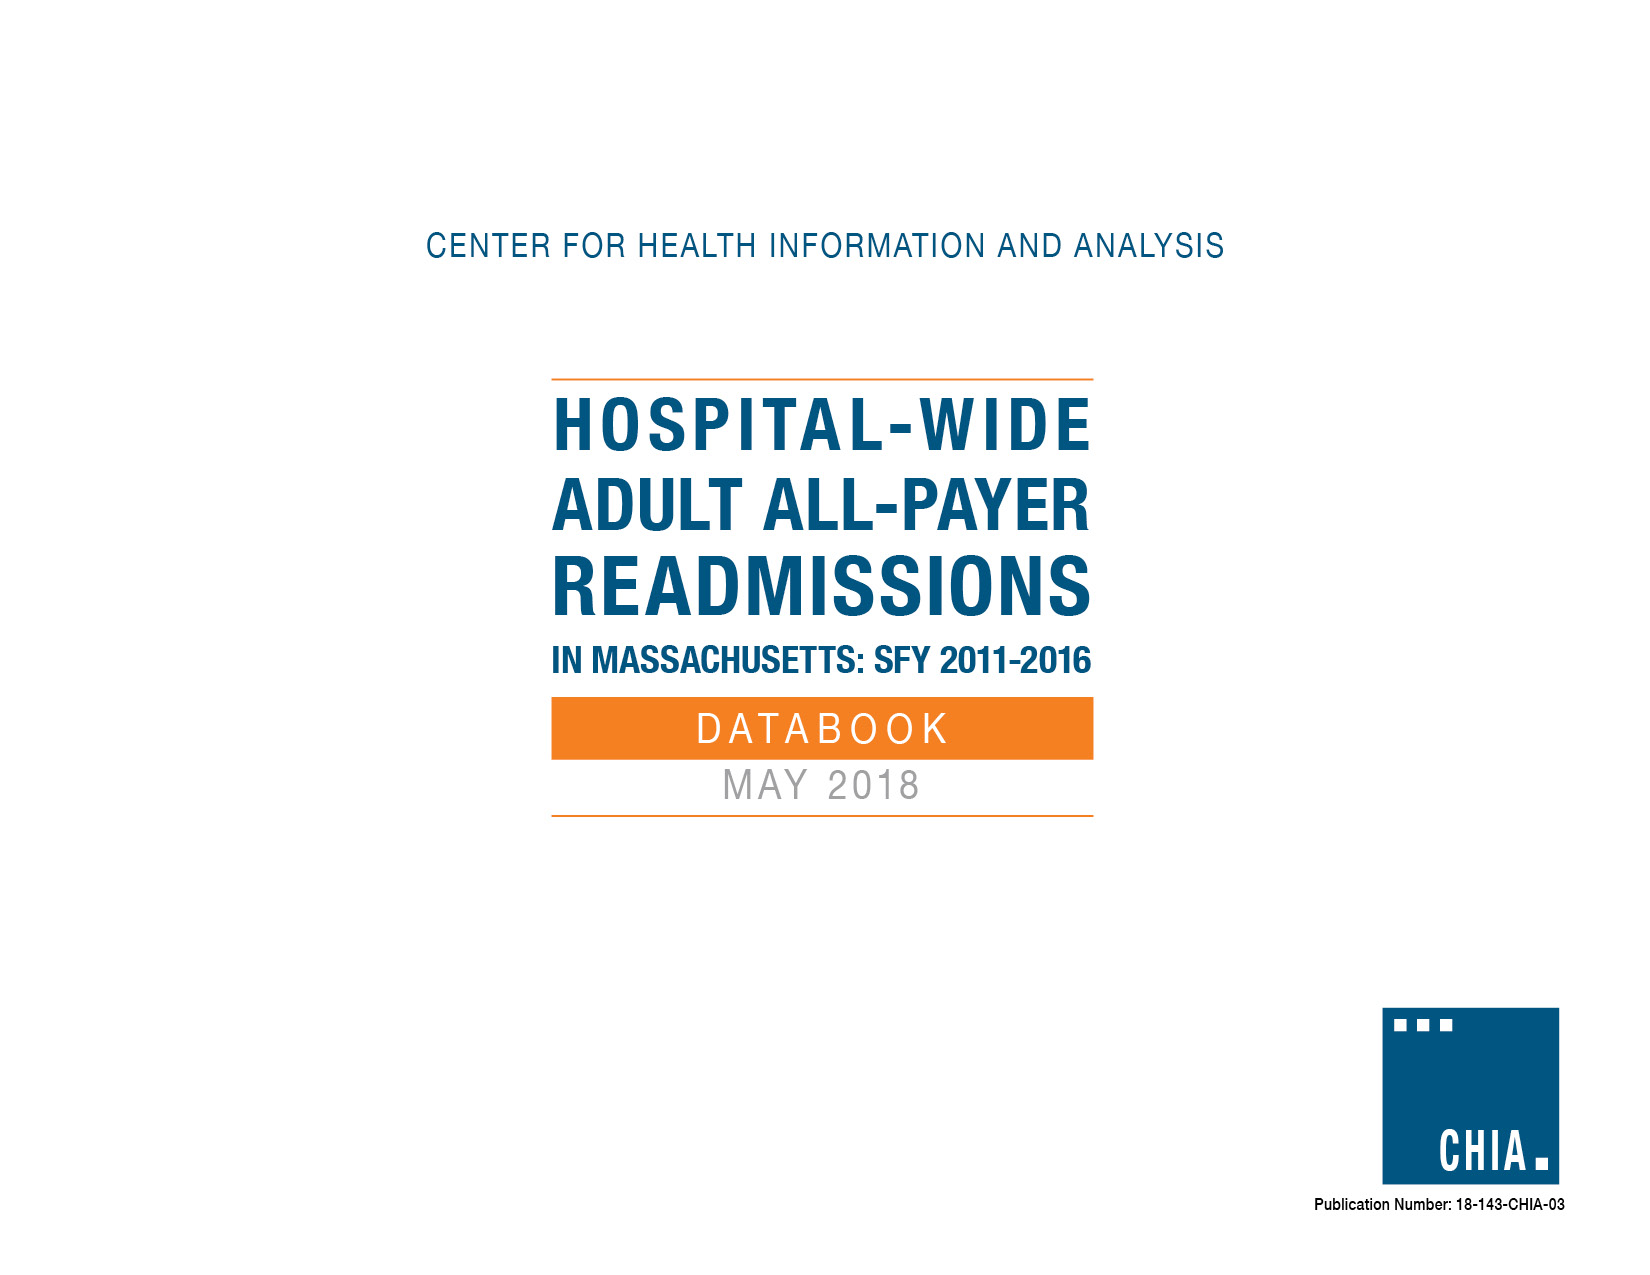 CENTER FOR HEALTH INFORMATION AND ANALYSIS
HOSPITAL-WIDE
ADULT ALL-PAYER
READMISSIONS
IN MASSACHUSETTS: SFY 2011-2016
DATABOOK
MAY 2018
CHIA.
Publication Number: 18-143-CHIA-03